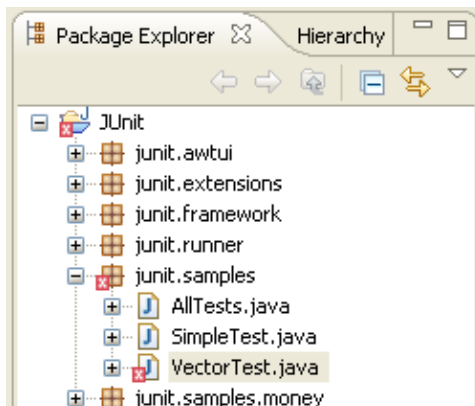 Package Explorer Hierarchy
JUnit
junit.awtui
junit.extensions
junit.framework
junit.runner
junit.samples
AllTests.java
SimpleTest.java
VectorTest.java
junit.samples.money